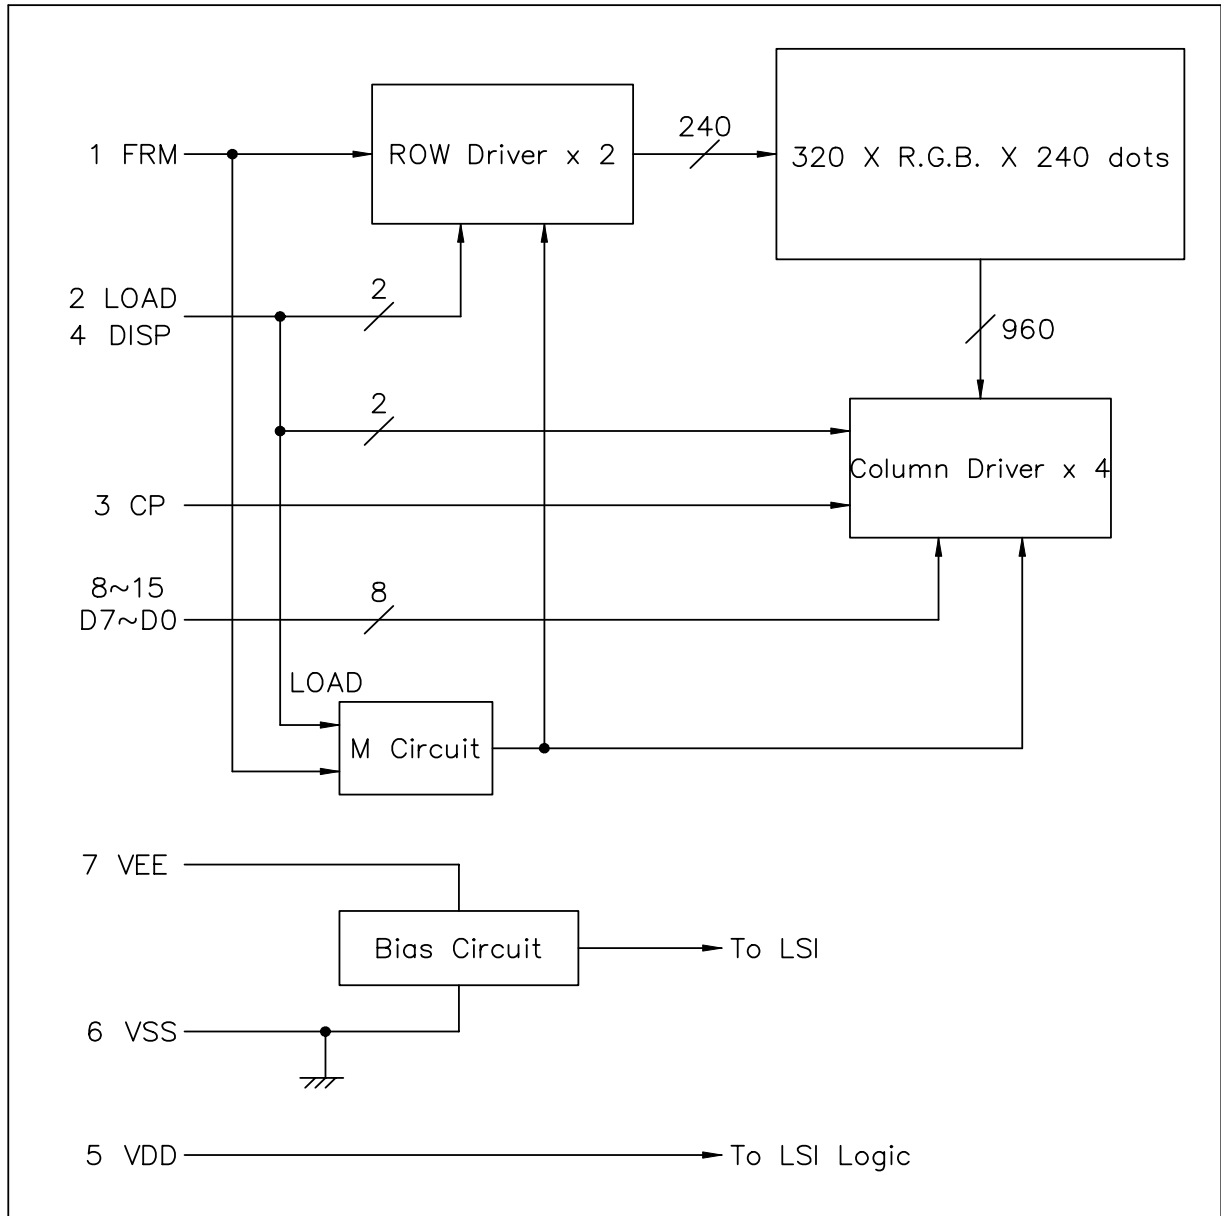 1 FRM
ROW Driver x 2
240
320 X R.G.B. X 240 dots
2 LOAD
4 DISP
2
960
2
Column Driver x 4
3 CP
8~15
D7~D0
8
LOAD
M Circuit
7 VEE
Bias Circuit
To LSI
6 VSS
5 VDD
To LSI Logic